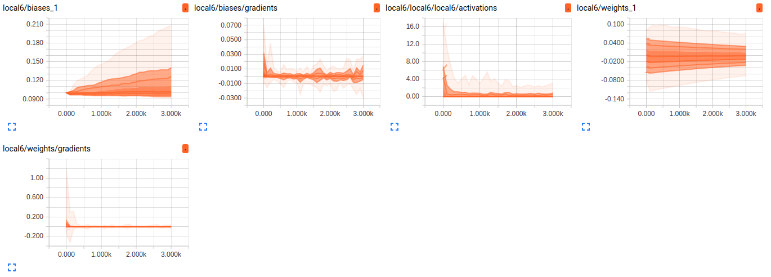 local6/biases_1
0.210
0.180
0.150
0.120
0.0900
0.000 1.000k 2.000k 3.000k
local6/biases/gradients
0.0700
0.0500
0.0300
0.0100
-0.0100
-0.0300
0.000 1.000k 2.000k 3.000k
local6/local6/local6/activations
16.0
12.0
8.00
4.00
0.00
0.000 1.000k 2.000k 3.000k
local6/weights_1
0.100
0.0400
-0.0200
-0.0800
-0.140
0.000 1.000k 2.000k 3.000k
local6/weights/gradients
1.00
0.600
0.200
-0.200
0.000 1.000k 2.000k 3.000k